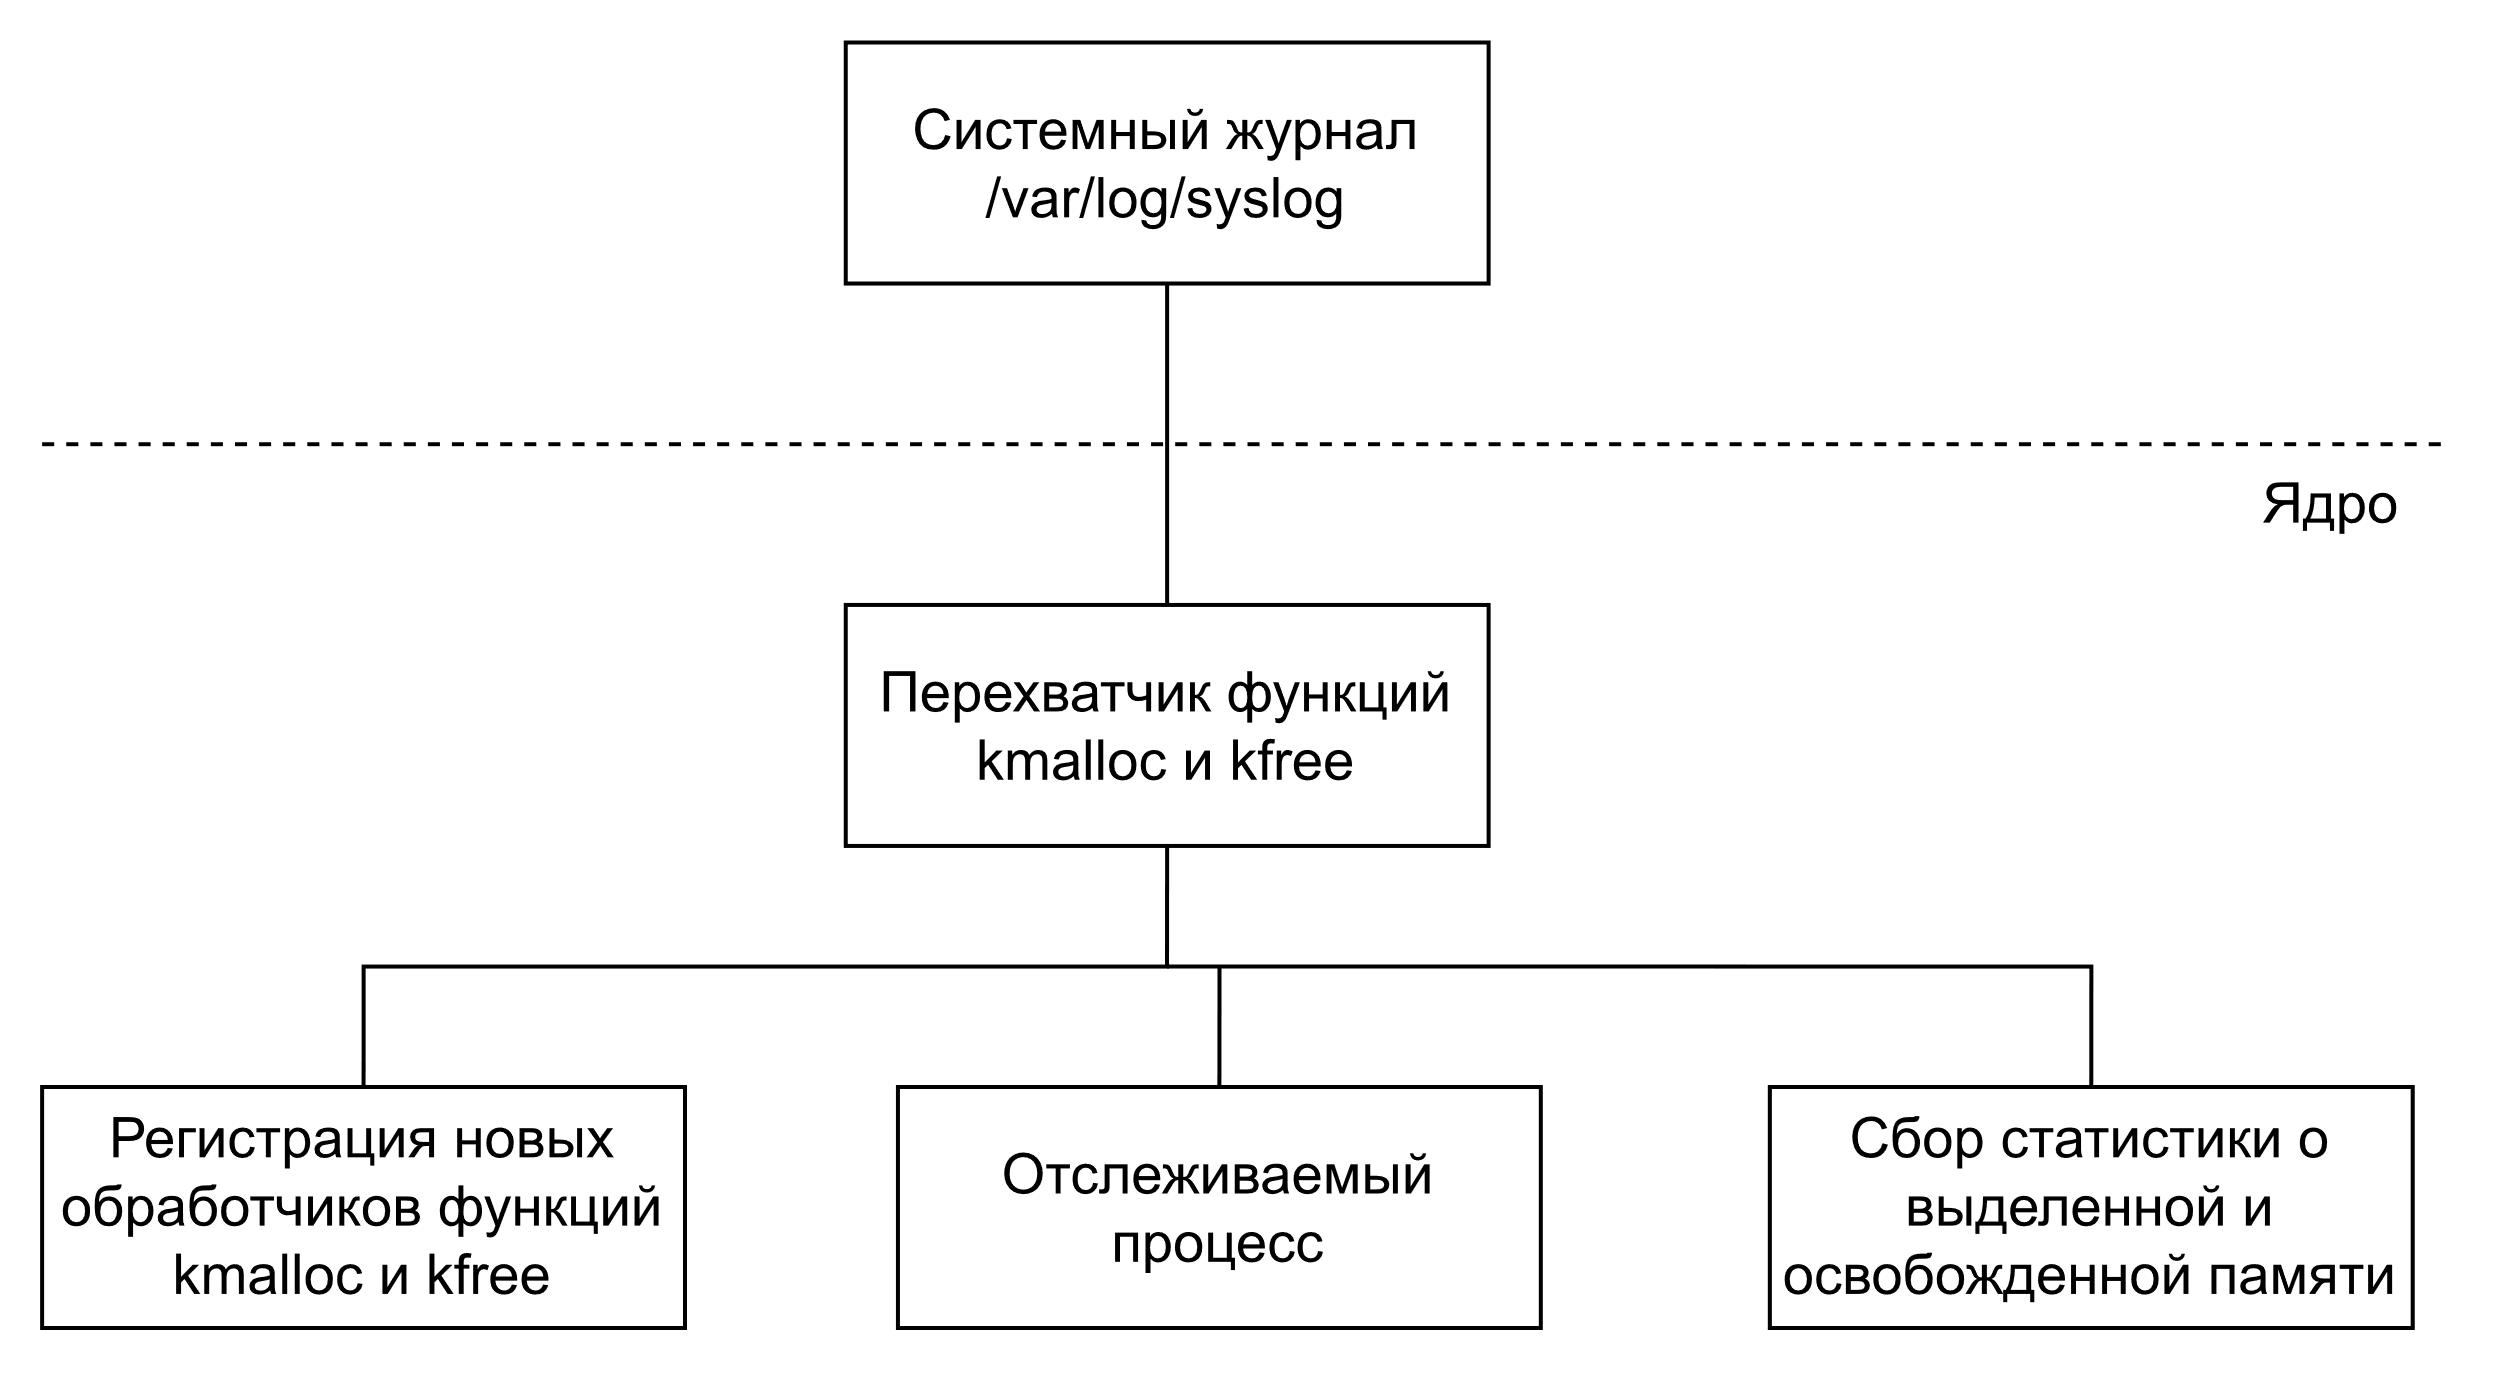 Системный журнал
/var/log/syslog
Ядро
Перехватчик функций
kmalloc и kfree
Регистрация новых
обработчиков функций
kmalloc и kfree
Отслеживаемый
процесс
Сбор статистики о
выделенной и
освобожденной памяти